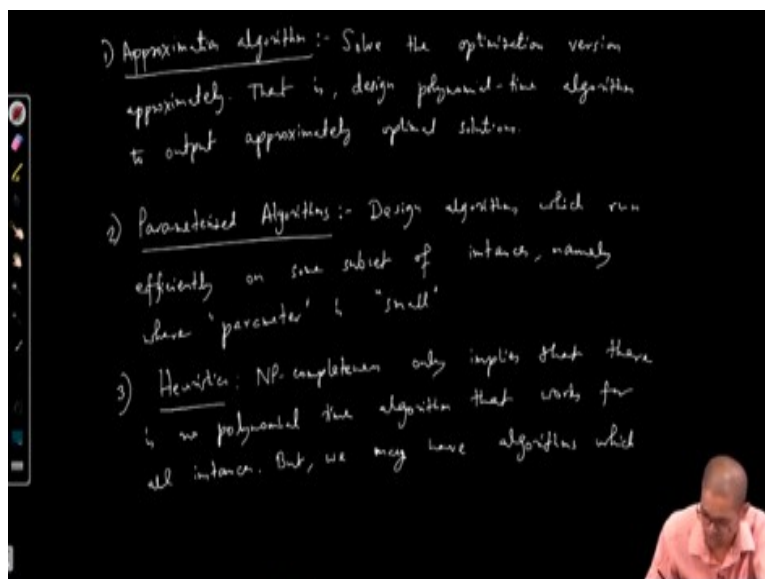 1) Approximation algorithm :- Solve the optimization version
approximately. That is, design polynomial-time algorithm
to output approximately optimal solutions.
2) Parameterized Algorithms :- Design algorithms which run
efficiently on some subset of instances, namely
where "parameter" is "small"
3) Heuristics : NP-completeness only implies that there
is no polynomial time algorithm that works for
all instances. But, we may have algorithms which